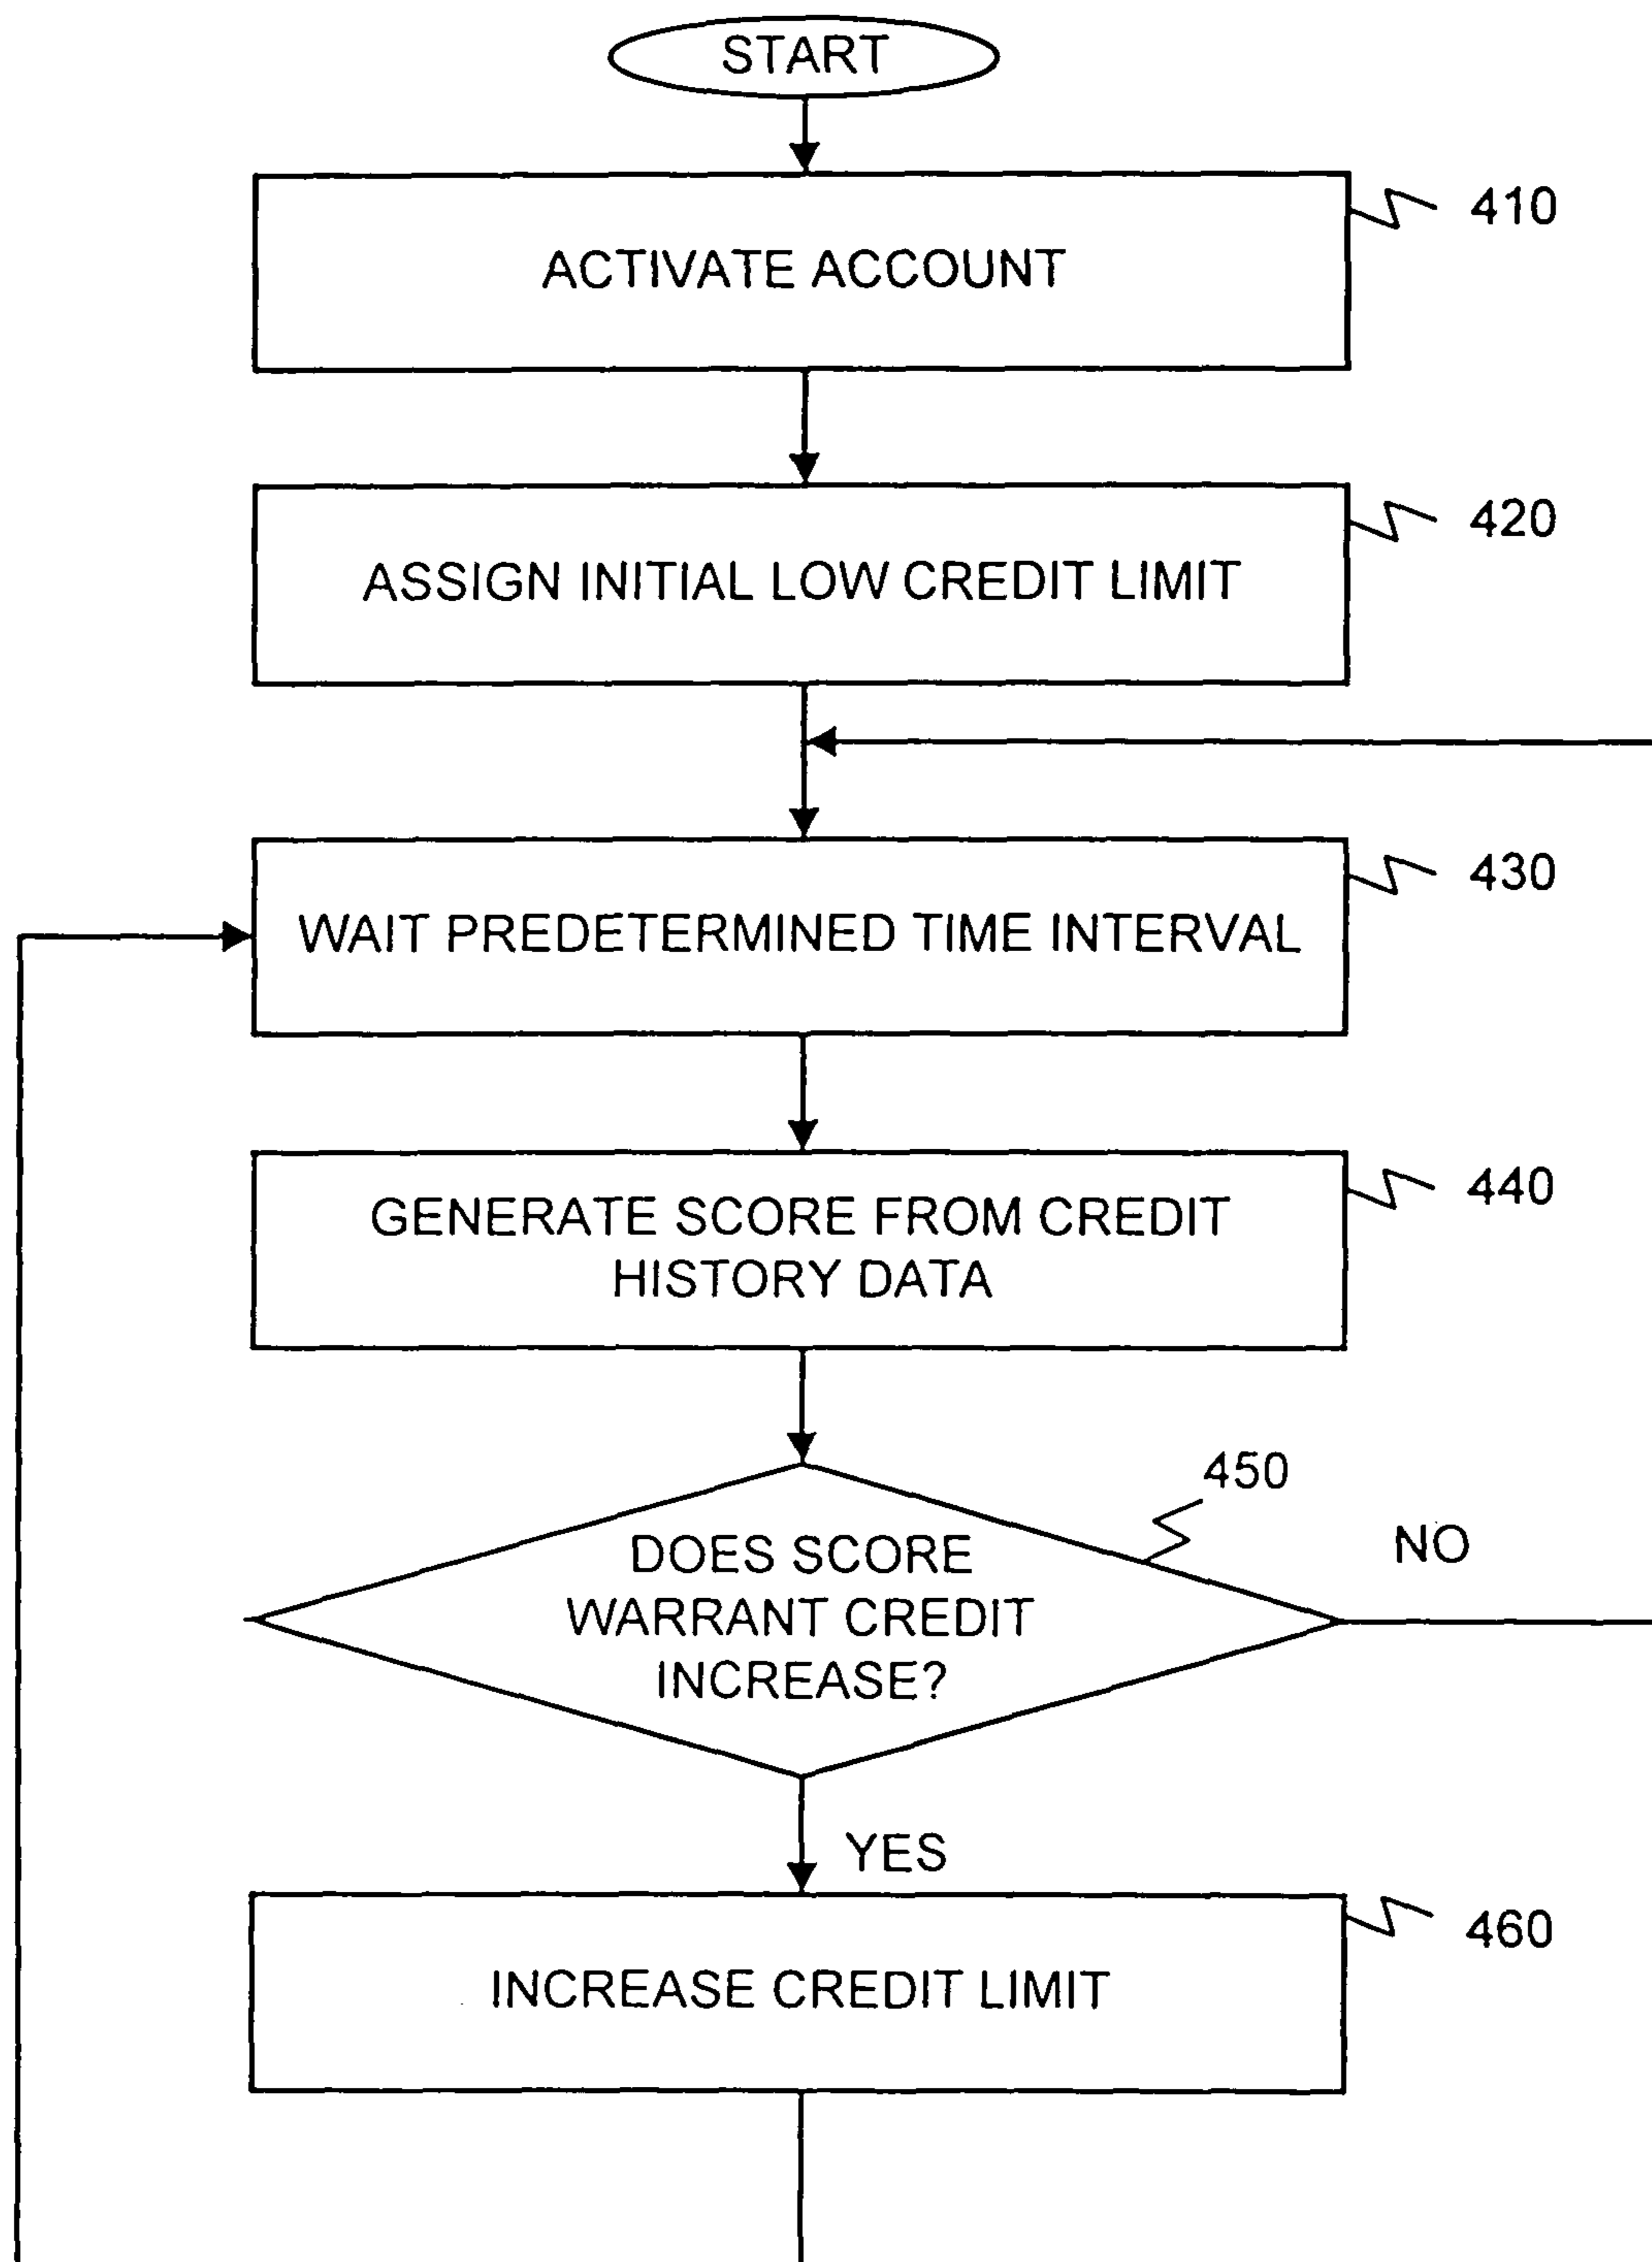 START
ACTIVATE ACCOUNT
410
ASSIGN INITIAL LOW CREDIT LIMIT
420
WAIT PREDETERMINED TIME INTERVAL
430
GENERATE SCORE FROM CREDIT
HISTORY DATA
440
450
DOES SCORE
WARRANT CREDIT
INCREASE?
NO
YES
INCREASE CREDIT LIMIT
460